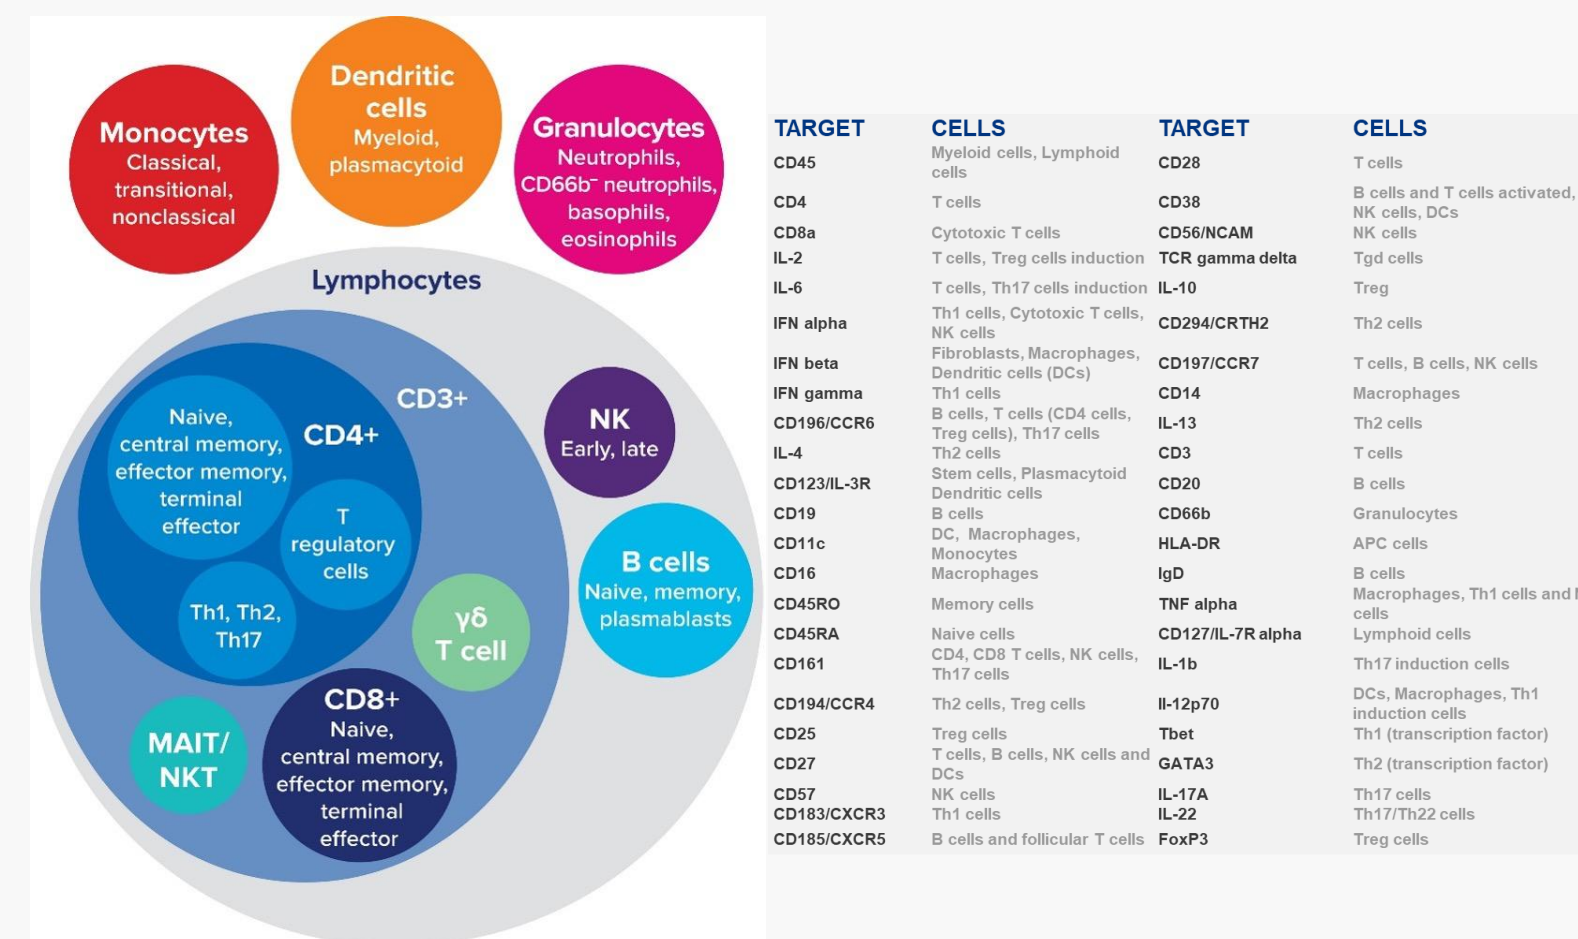 Dendritic
cells
Myeloid,
plasmacytoid
Monocytes
Classical,
transitional,
nonclassical
Granulocytes
Neutrophils,
CD66b⁻ neutrophils,
basophils,
eosinophils
Lymphocytes
CD3+
CD4+
Naive,
central memory,
effector memory,
terminal
effector
T
regulatory
cells
Th1, Th2,
Th17
NK
Early, late
B cells
Naive, memory,
plasmablasts
γδ
T cell
MAIT/
NKT
CD8+
Naive,
central memory,
effector memory,
terminal
effector
TARGET CELLS TARGET CELLS
CD45 Myeloid cells, Lymphoid
cells CD28 T cells
CD4 T cells CD38 B cells and T cells activated,
NK cells, DCs
CD8a Cytotoxic T cells CD56/NCAM NK cells
IL-2 T cells, Treg cells induction TCR gamma delta Tgd cells
IL-6 T cells, Th17 cells induction IL-10 Treg
IFN alpha Th1 cells, Cytotoxic T cells,
NK cells CD294/CRTH2 Th2 cells
IFN beta Fibroblasts, Macrophages,
Dendritic cells (DCs) CD197/CCR7 T cells, B cells, NK cells
IFN gamma Th1 cells CD14 Macrophages
CD196/CCR6 B cells, T cells (CD4 cells,
Treg cells), Th17 cells IL-13 Th2 cells
IL-4 Th2 cells CD3 T cells
CD123/IL-3R Stem cells, Plasmacytoid
Dendritic cells CD20 B cells
CD19 B cells CD66b Granulocytes
CD11c DC, Macrophages,
Monocytes HLA-DR APC cells
CD16 Macrophages IgD B cells
CD45RO Memory cells TNF alpha Macrophages, Th1 cells and
cells
CD45RA Naive cells CD127/IL-7R alpha Lymphoid cells
CD161 CD4, CD8 T cells, NK cells,
Th17 cells IL-1b Th17 induction cells
CD194/CCR4 Th2 cells, Treg cells Il-12p70 DCs, Macrophages, Th1
induction cells
CD25 Treg cells Tbet Th1 (transcription factor)
CD27 T cells, B cells, NK cells and
DCs GATA3 Th2 (transcription factor)
CD57 NK cells IL-17A Th17 cells
CD183/CXCR3 Th1 cells IL-22 Th17/Th22 cells
CD185/CXCR5 B cells and follicular T cells FoxP3 Treg cells